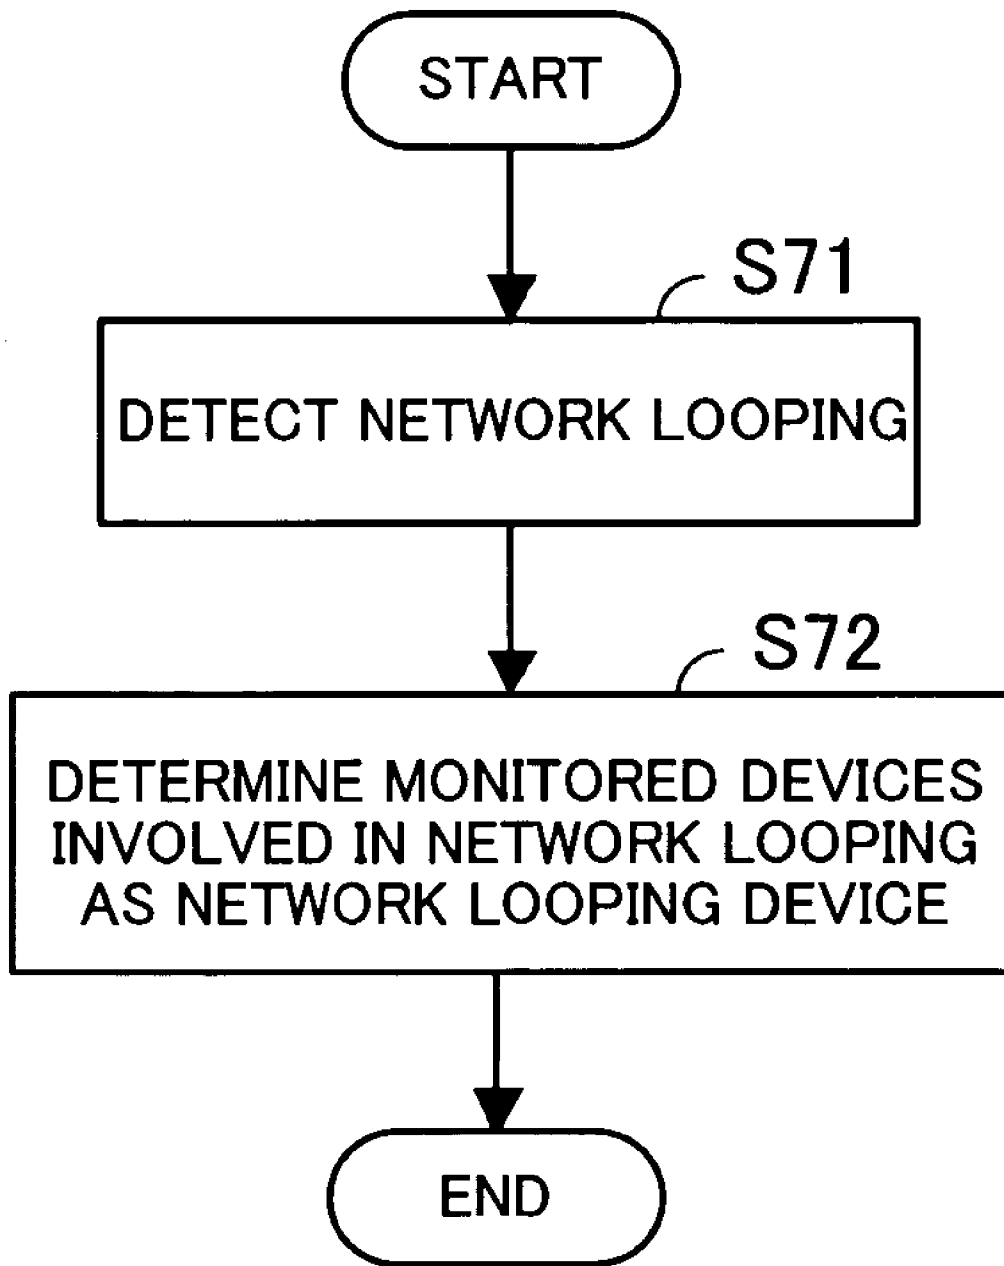 START
S71
DETECT NETWORK LOOPING
S72
DETERMINE MONITORED DEVICES
INVOLVED IN NETWORK LOOPING
AS NETWORK LOOPING DEVICE
END